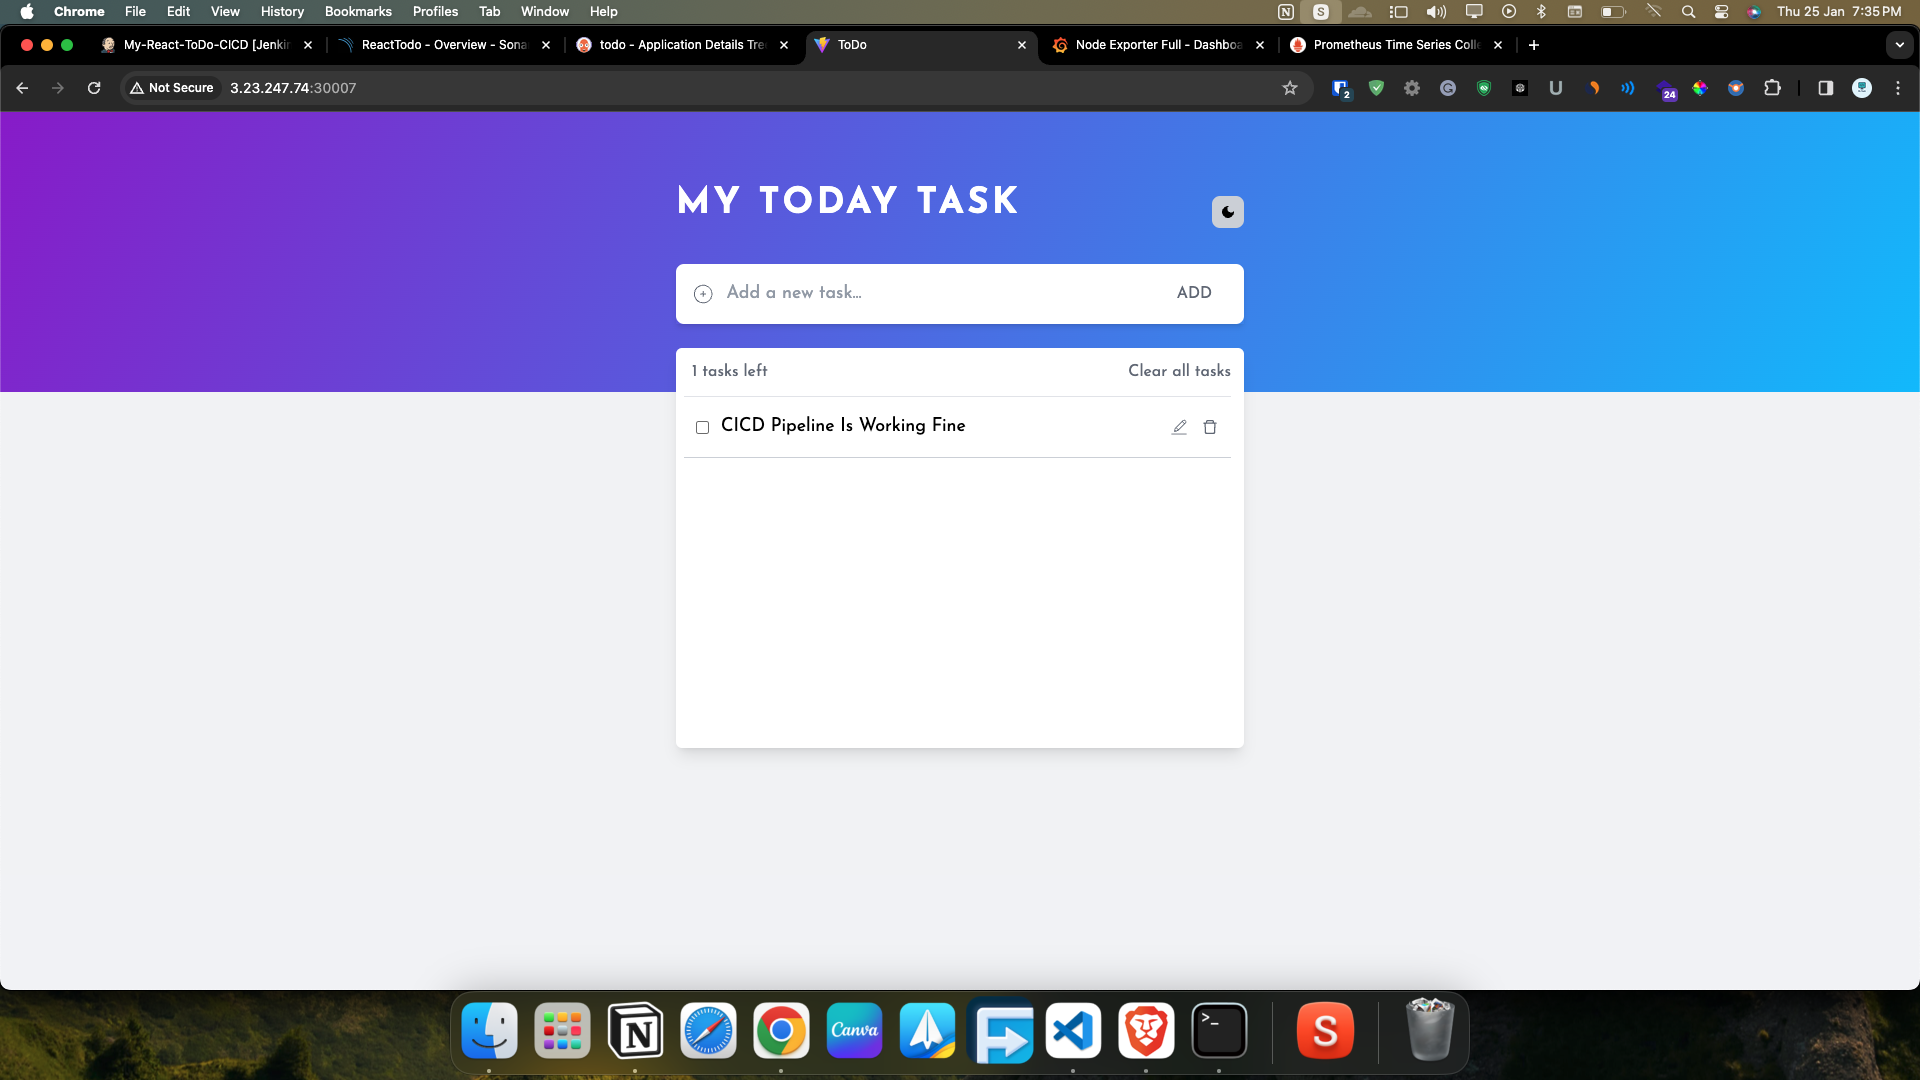 Chrome File Edit View History Bookmarks Profiles Tab Window Help
N S Thu 25 Jan 7:35 PM
My-React-ToDo-CICD [Jenki
ReactTodo - Overview - Sona
todo - Application Details Tre
ToDo
Node Exporter Full - Dashboa
Prometheus Time Series Coll
Not Secure 3.23.247.74:30007
2
U
24
MY TODAY TASK
Add a new task... ADD
1 tasks left Clear all tasks
CICD Pipeline Is Working Fine
N Canva >_ S